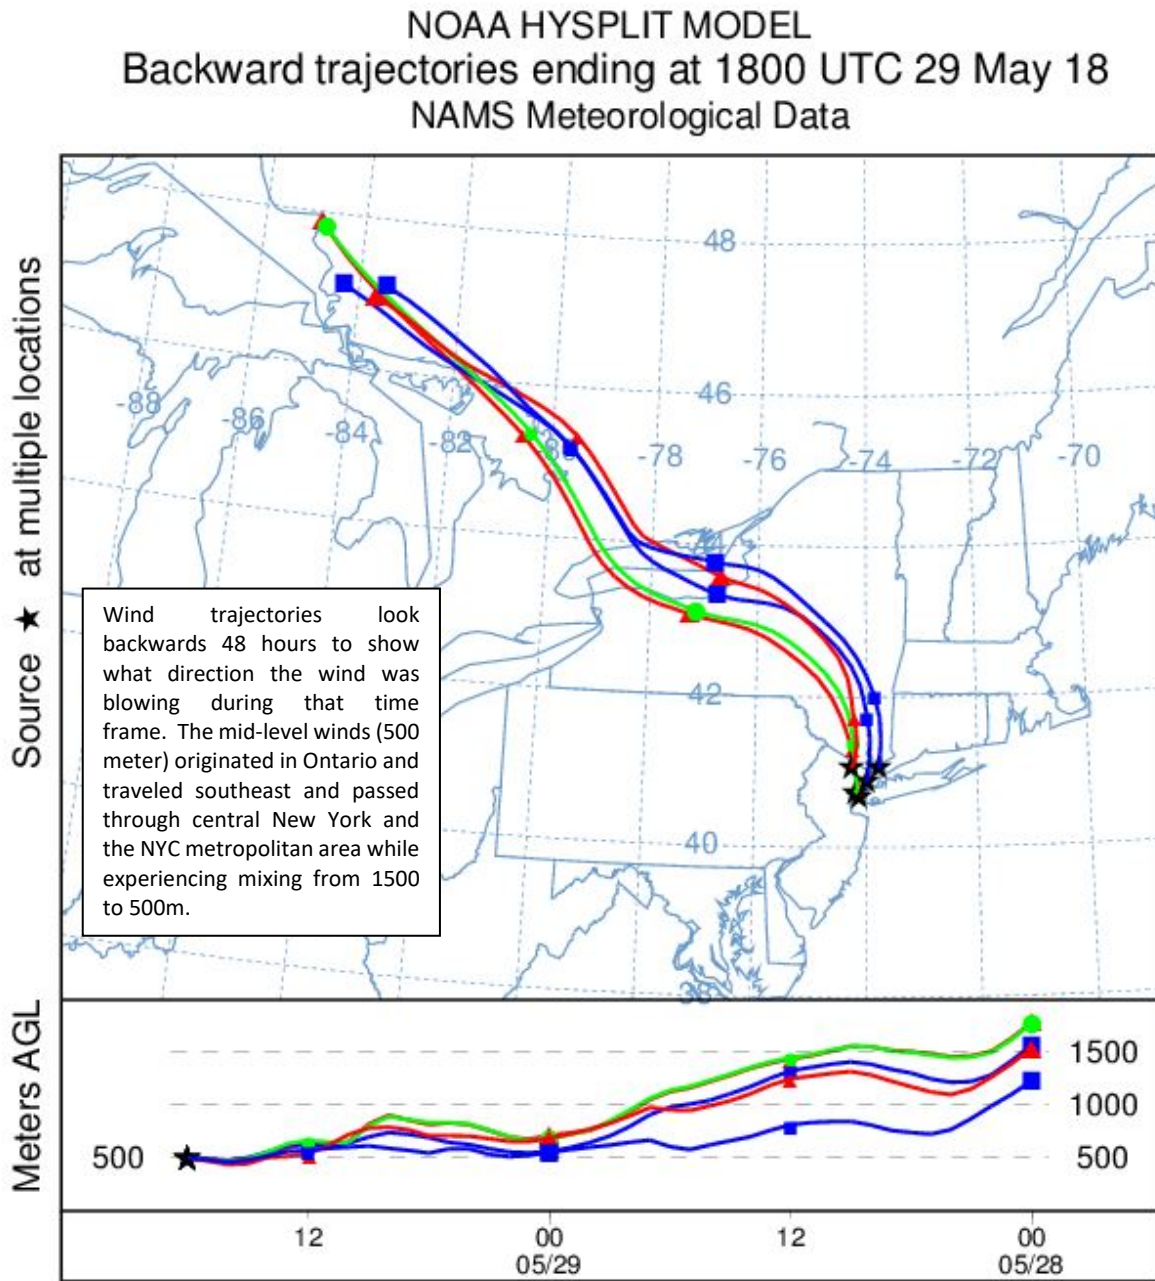 NOAA HYSPLIT MODEL
Backward trajectories ending at 1800 UTC 29 May 18
NAMS Meteorological Data
Source ★ at multiple locations
48
46
-88
-86
-84
-82
-80
-78
-76
-74
-72
-70
44
42
40
38
Wind trajectories look
backwards 48 hours to show
what direction the wind was
blowing during that time
frame. The mid-level winds (500
meter) originated in Ontario and
traveled southeast and passed
through central New York and
the NYC metropolitan area while
experiencing mixing from 1500
to 500m.
Meters AGL
1500
1000
500
500
12
00
12
00
05/29
05/28